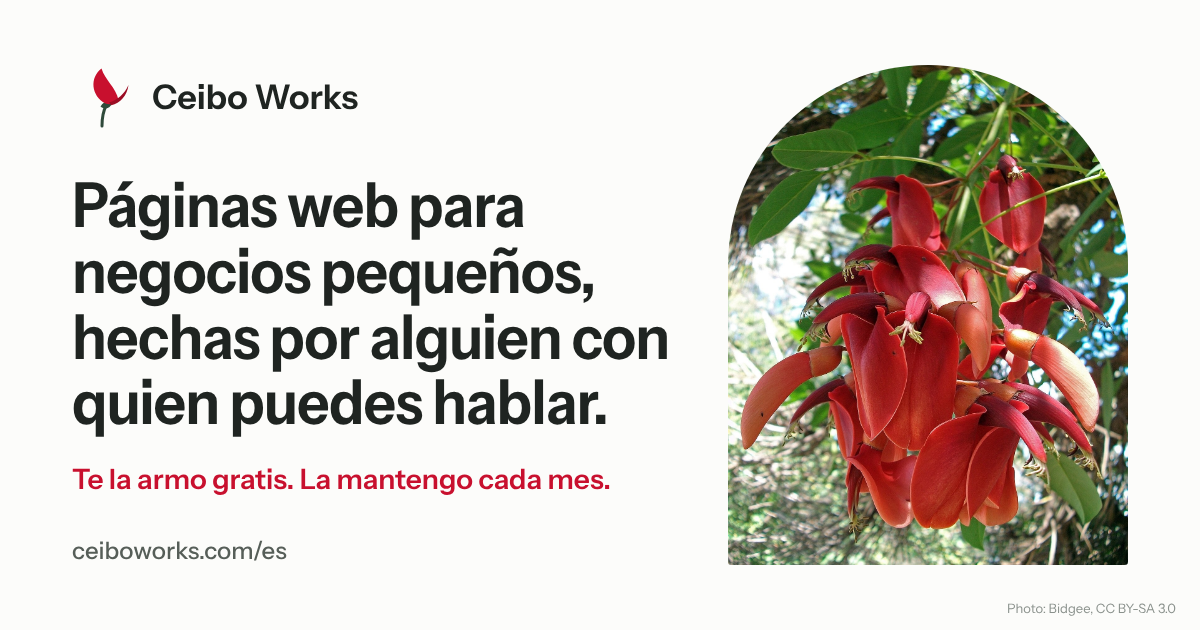 Ceibo Works
Páginas web para
negocios pequeños,
hechas por alguien con
quien puedes hablar.
Te la armo gratis. La mantengo cada mes.
ceiboworks.com/es
Photo: Bidgee, CC BY-SA 3.0